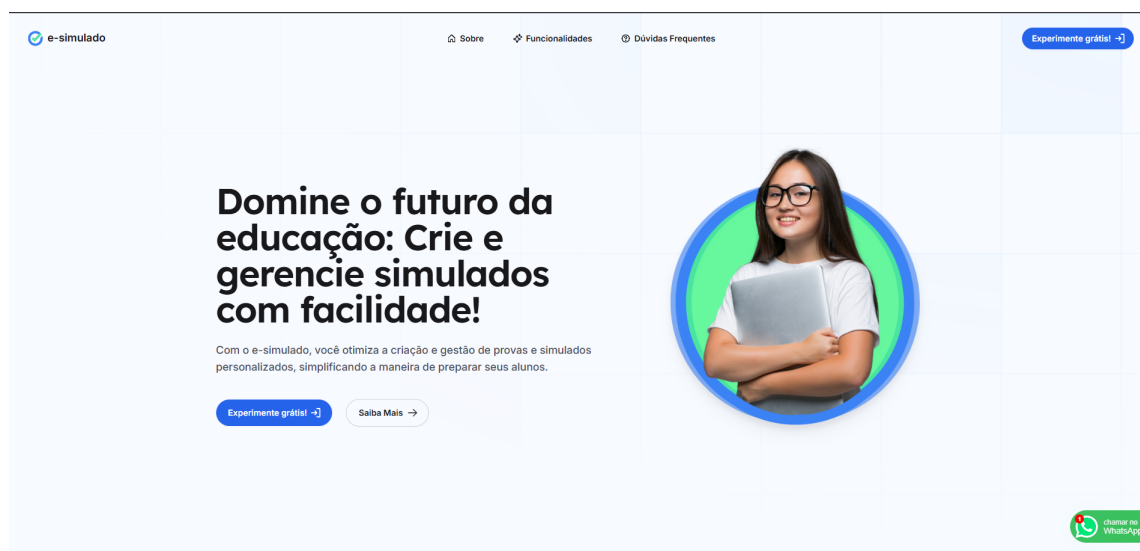 e-simulado
Sobre
Funcionalidades
Dúvidas Frequentes
Experimente grátis!
Domine o futuro da
educação: Crie e
gerencie simulados
com facilidade!
Com o e-simulado, você otimiza a criação e gestão de provas e simulados
personalizados, simplificando a maneira de preparar seus alunos.
Experimente grátis!
Saiba Mais
1
chamar no
WhatsApp